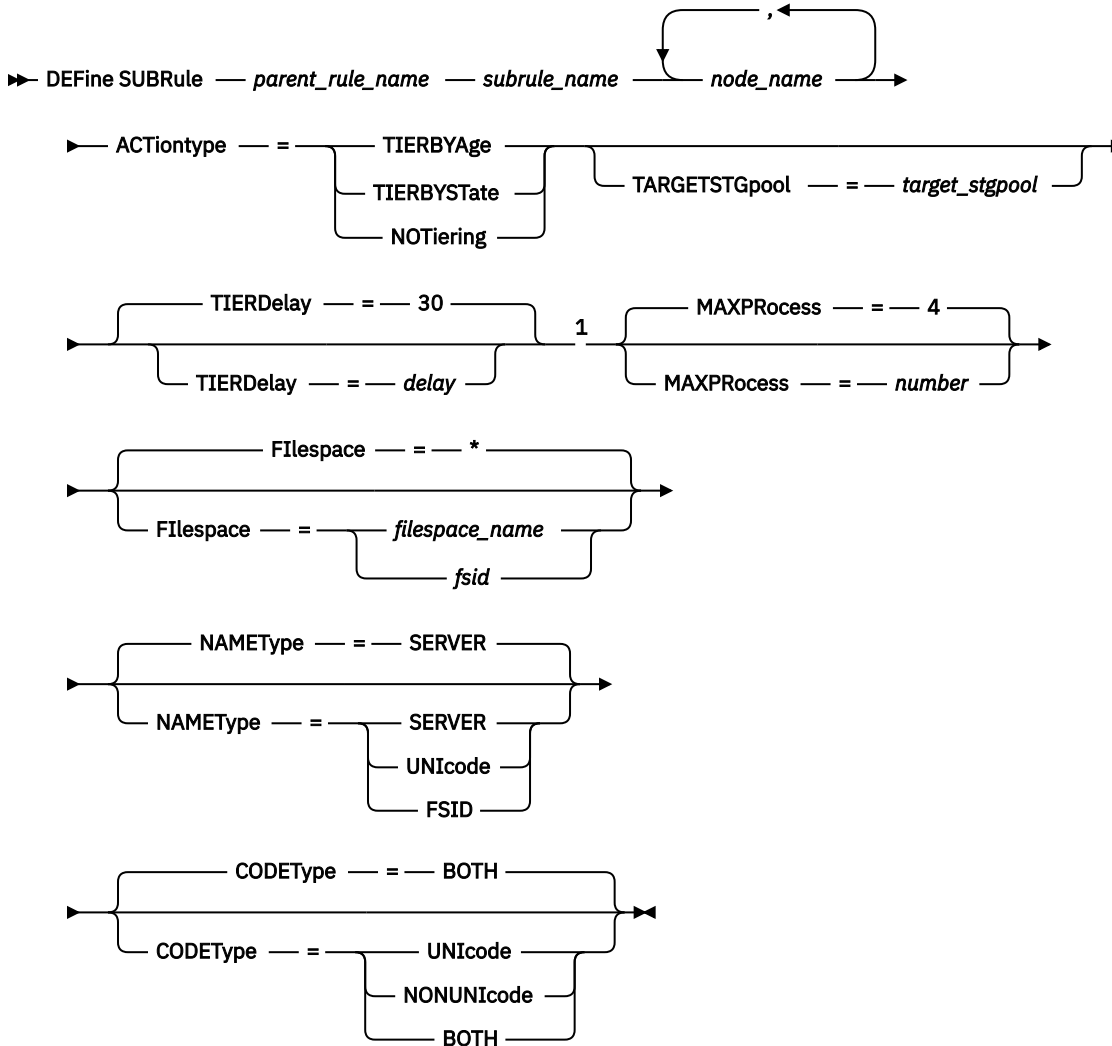 ,
DEFine SUBRule parent_rule_name subrule_name node_name
ACTiontype = TIERBYAge
TARGETSTGpool = target_stgpool
TIERBYSTate
NOTiering
TIERDelay = 30
1
MAXPRocess = 4
TIERDelay = delay
MAXPRocess = number
FIlespace = *
FIlespace = filespace_name
fsid
NAMEType = SERVER
NAMEType = SERVER
UNIcode
FSID
CODEType = BOTH
CODEType = UNIcode
NONUNIcode
BOTH